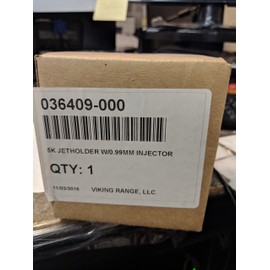 036409-000
5K JETHOLDER W/0.99MM INJECTOR
QTY: 1
11/03/2016 VIKING RANGE, LLC